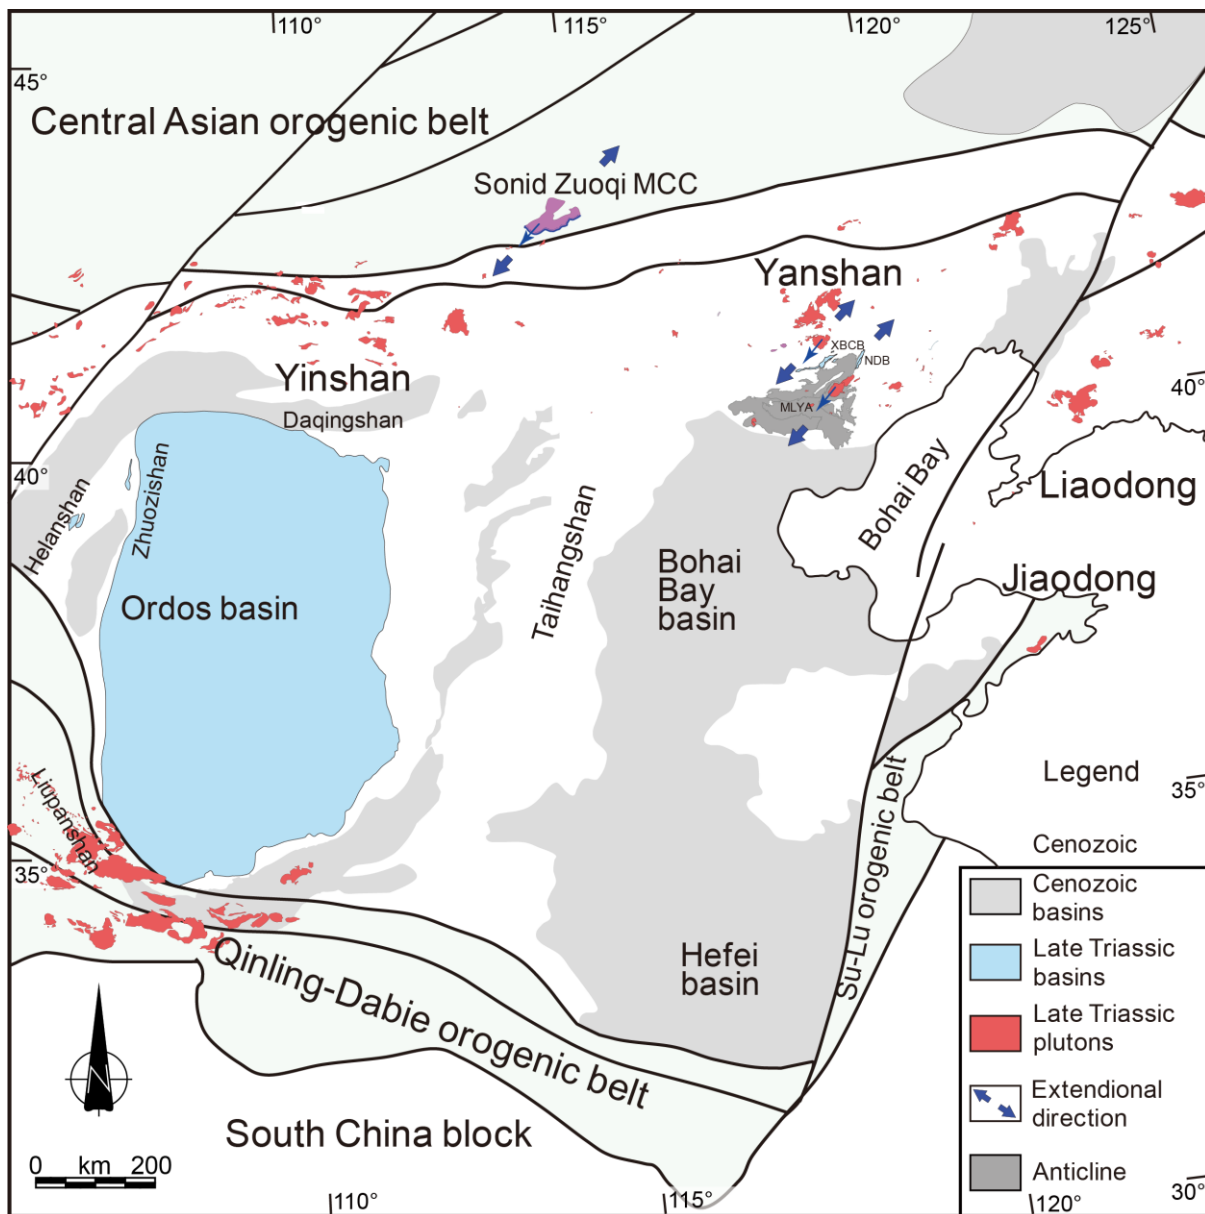 110°
115°
120°
125°
45°
Central Asian orogenic belt
Sonid Zuoqi MCC
Yanshan
XBCB
NDB
Yinshan
MLYA
40°
Daqingshan
40°
Helanshan
Zhuozishan
Bohai Bay
Liaodong
Taihangshan
Bohai
Bay
basin
Jiaodong
Ordos basin
Legend
35°
Liupanshan
Su-Lu orogenic belt
Cenozoic
35°
Cenozoic
basins
Late Triassic
basins
Hefei
basin
Qinling-Dabie orogenic belt
Late Triassic
plutons
N
Extendional
direction
South China block
0 km 200
Anticline
110°
115°
120°
30°